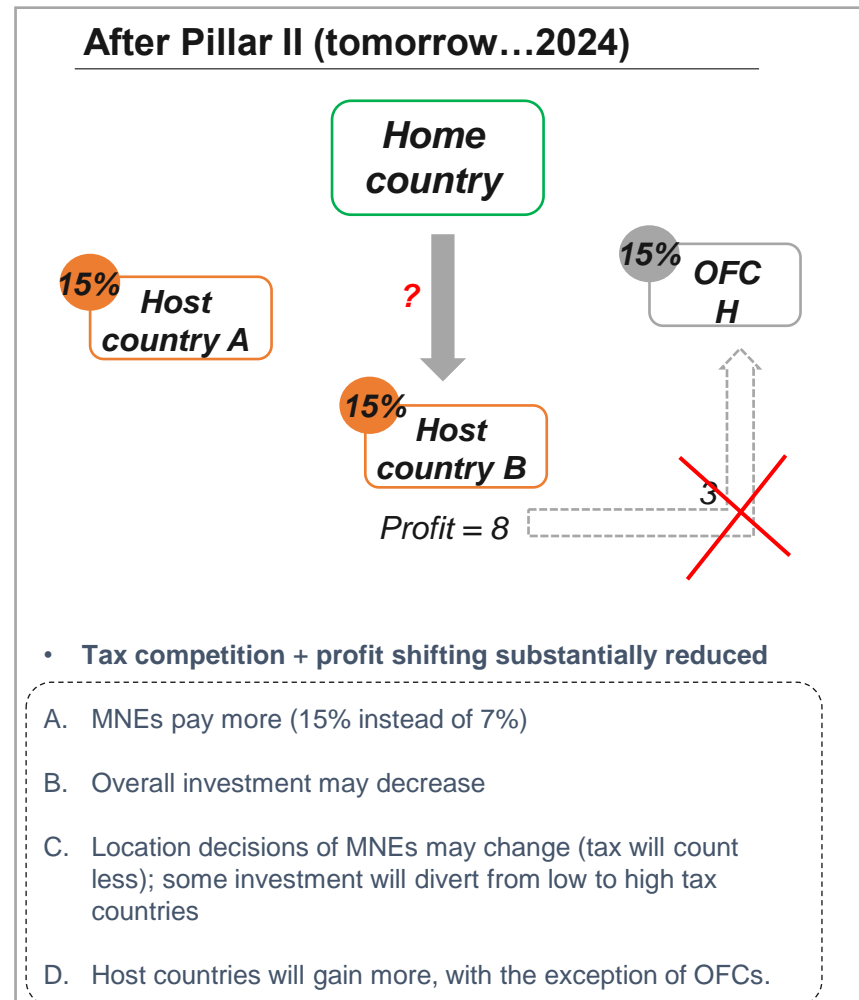 After Pillar II (tomorrow…2024)
Home
country
15%
Host
country A
?
15%
OFC
H
15%
Host
country B
3
Profit = 8
• Tax competition + profit shifting substantially reduced
A. MNEs pay more (15% instead of 7%)
B. Overall investment may decrease
C. Location decisions of MNEs may change (tax will count
less); some investment will divert from low to high tax
countries
D. Host countries will gain more, with the exception of OFCs.